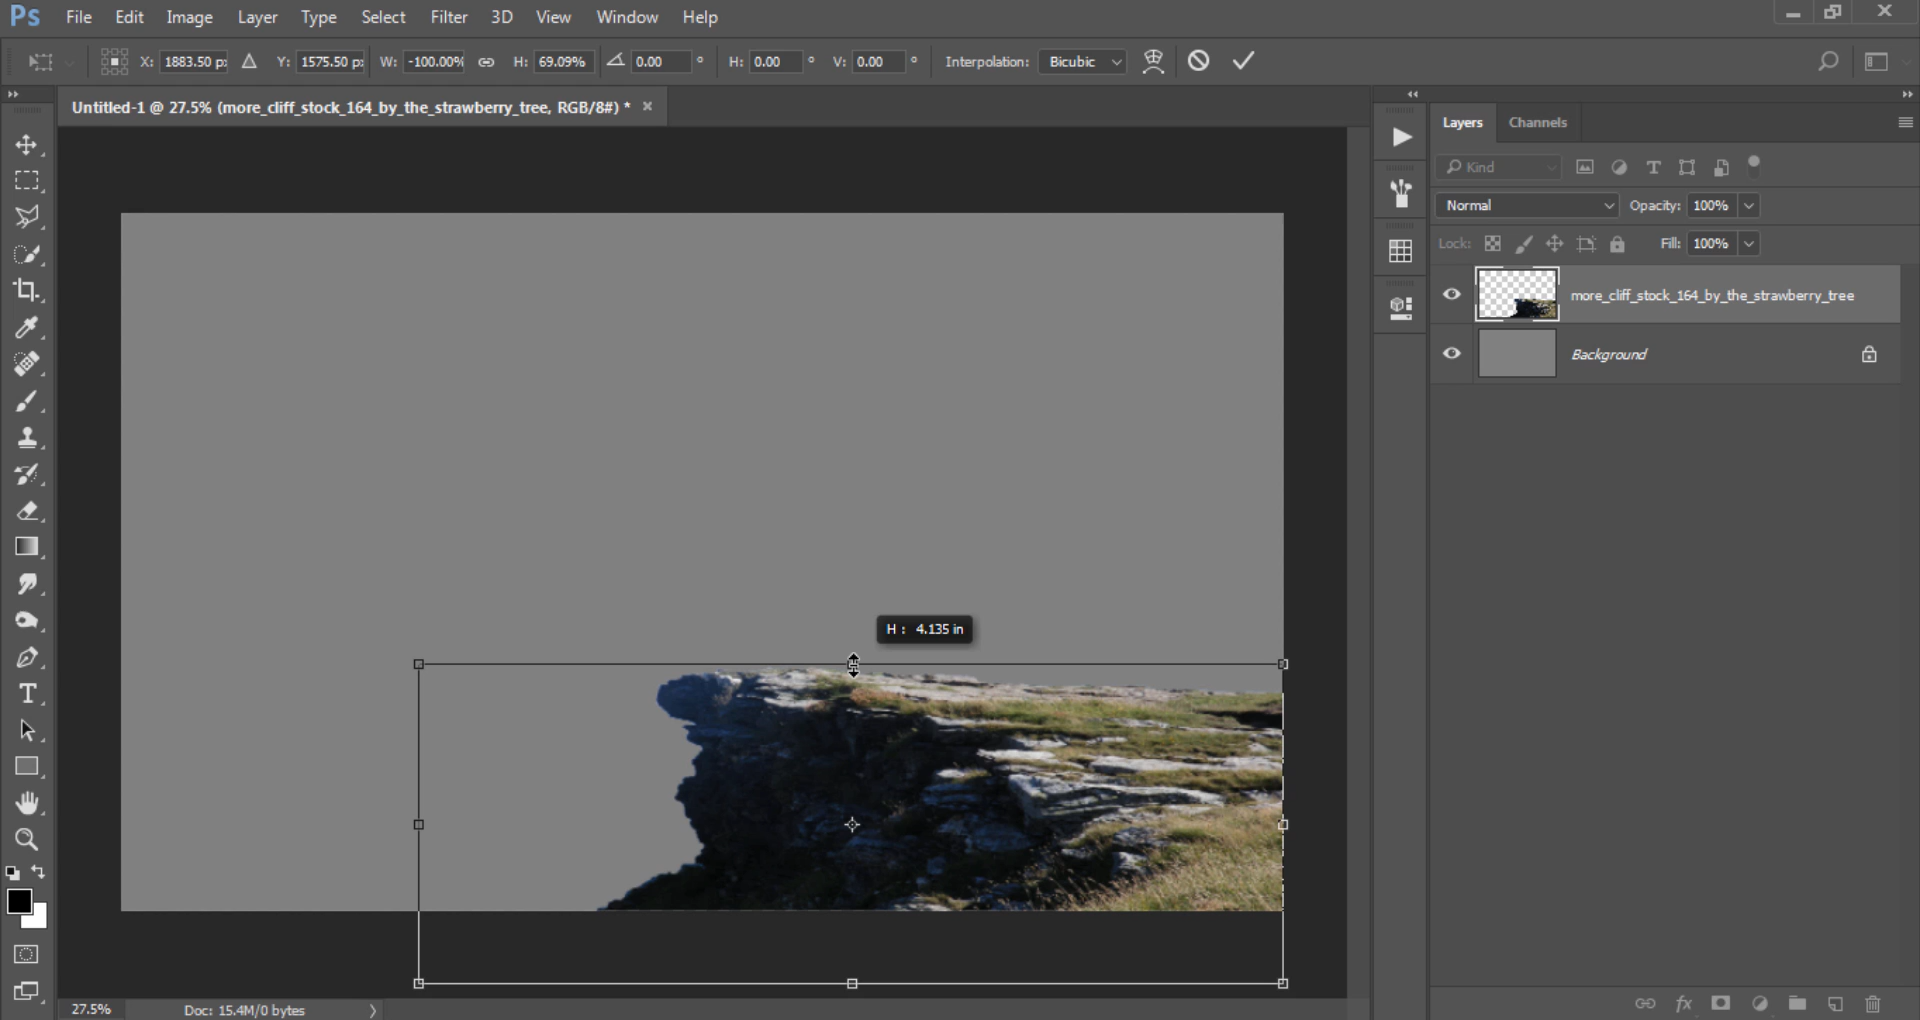 Ps File Edit Image Layer Type Select Filter 3D View Window Help
X: 1883.50 p Y: 1575.50 p W: -100.00% H: 69.09% 0.00 ° H: 0.00 ° V: 0.00 ° Interpolation: Bicubic
Untitled-1 @ 27.5% (more_cliff_stock_164_by_the_strawberry_tree, RGB/8#) *
Layers Channels
Kind
Normal Opacity: 100%
Lock: Fill: 100%
more_cliff_stock_164_by_the_strawberry_tree
Background
H : 4.135 in
27.5% Doc: 15.4M/0 bytes
fx